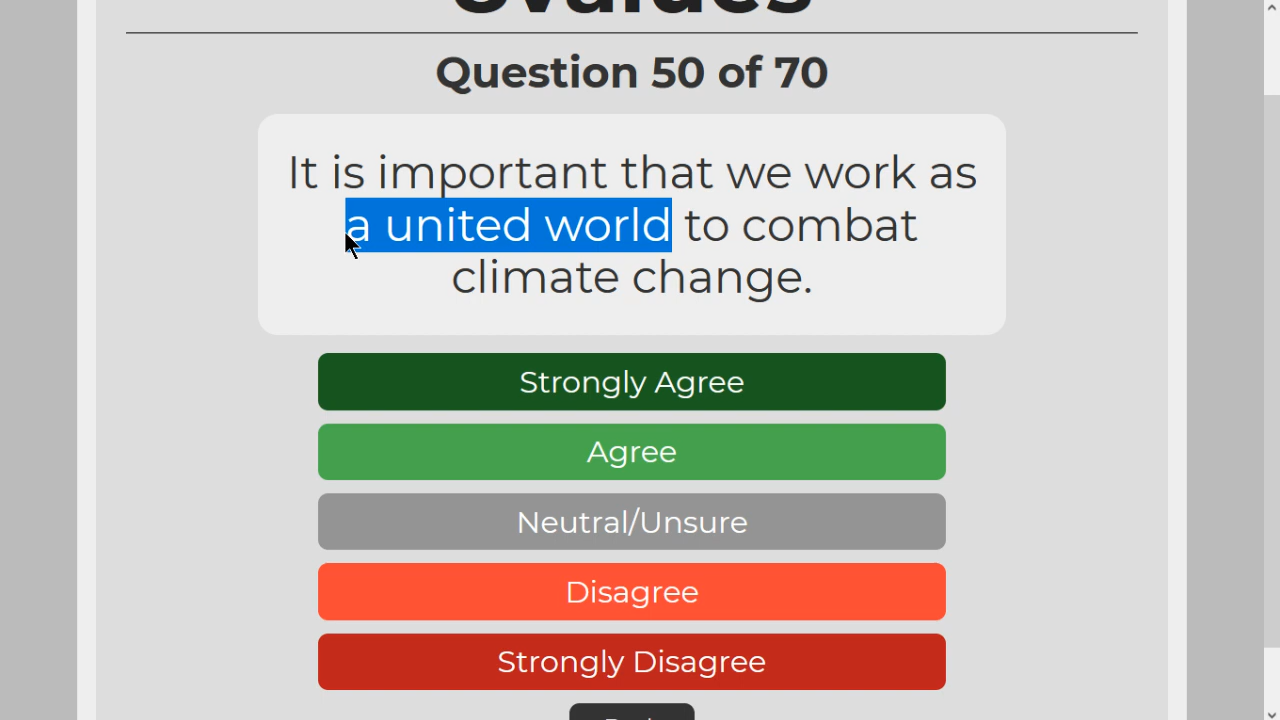 Question 50 of 70
It is important that we work as
a united world to combat
climate change.
Strongly Agree
Agree
Neutral/Unsure
Disagree
Strongly Disagree